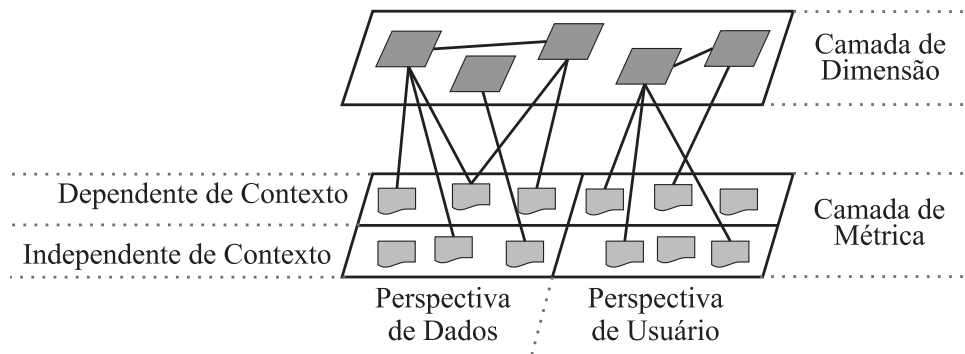 Camada de
Dimensão
Dependente de Contexto
Independente de Contexto
Camada de
Métrica
Perspectiva
de Dados
Perspectiva
de Usuário